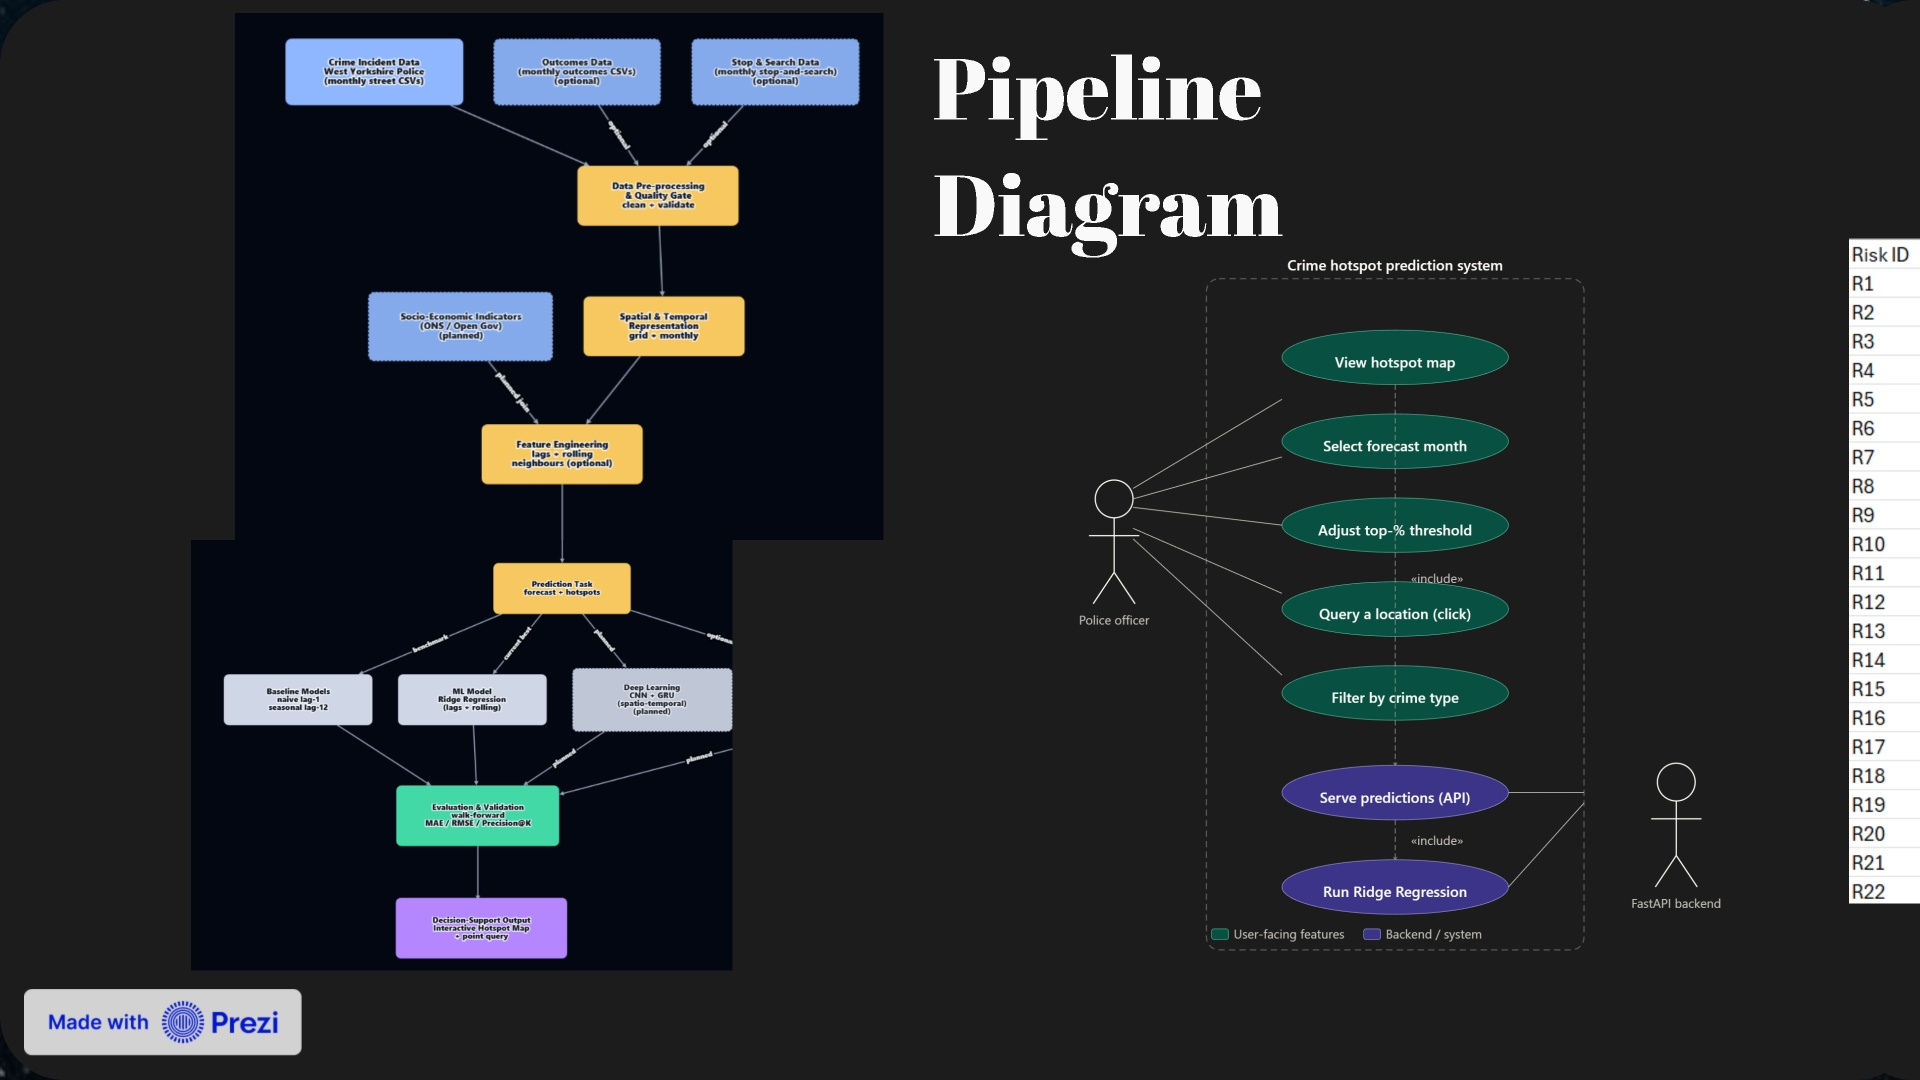 Pipeline
Diagram
Crime Incident Data
West Yorkshire Police
(monthly street CSVs)
Outcomes Data
(monthly outcomes CSVs)
(optional)
Stop & Search Data
(monthly stop-and-search)
(optional)
optional
optional
Data Pre-processing
& Quality Gate
clean + validate
Socio-Economic Indicators
(ONS / Open Gov)
(planned)
Spatial & Temporal
Representation
grid + monthly
planned join
Feature Engineering
lags + rolling
neighbours (optional)
Prediction Task
forecast + hotspots
benchmark
current best
planned
optiona
Baseline Models
naive lag-1
seasonal lag-12
ML Model
Ridge Regression
(lags + rolling)
Deep Learning
CNN + GRU
(spatio-temporal)
(planned)
planned
planned
Evaluation & Validation
walk-forward
MAE / RMSE / Precision@K
Decision-Support Output
Interactive Hotspot Map
+ point query
Crime hotspot prediction system
View hotspot map
Select forecast month
Adjust top-% threshold
«include»
Query a location (click)
Filter by crime type
Serve predictions (API)
«include»
Run Ridge Regression
Police officer
FastAPI backend
User-facing features
Backend / system
Risk ID
R1
R2
R3
R4
R5
R6
R7
R8
R9
R10
R11
R12
R13
R14
R15
R16
R17
R18
R19
R20
R21
R22
Made with Prezi